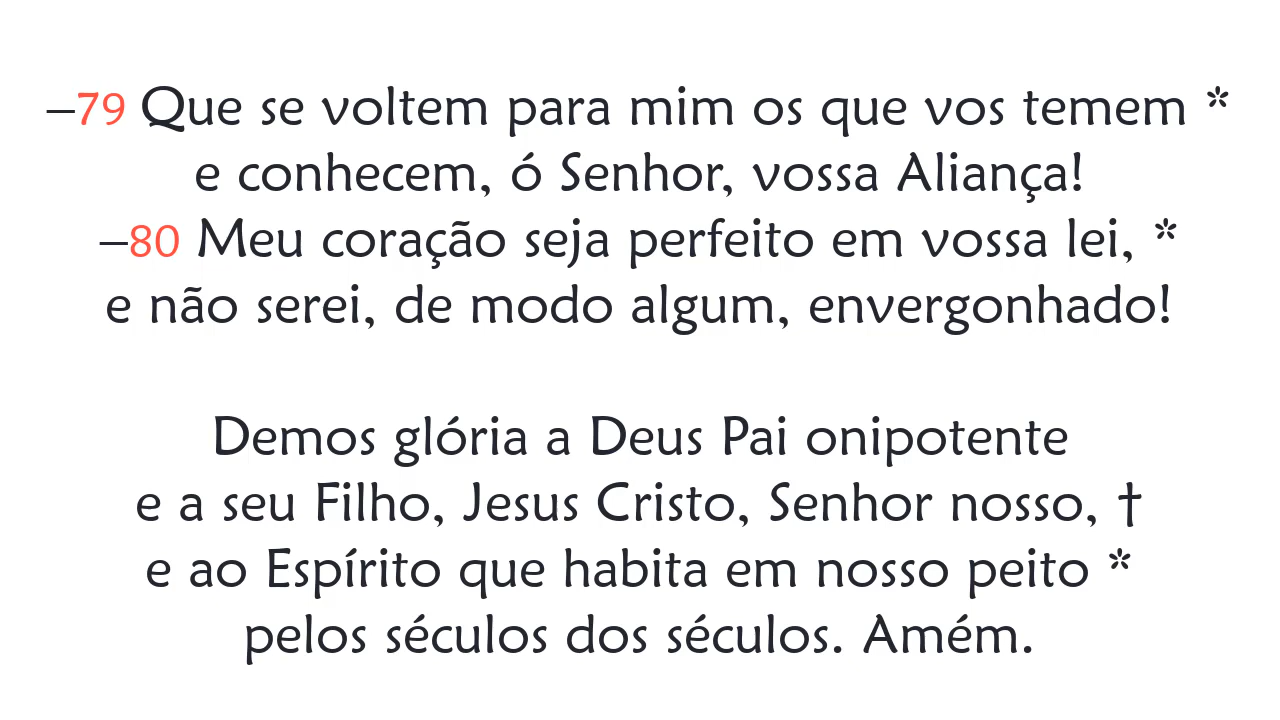 –79 Que se voltem para mim os que vos temem *
e conhecem, ó Senhor, vossa Aliança!
–80 Meu coração seja perfeito em vossa lei, *
e não serei, de modo algum, envergonhado!
Demos glória a Deus Pai onipotente
e a seu Filho, Jesus Cristo, Senhor nosso, †
e ao Espírito que habita em nosso peito *
pelos séculos dos séculos. Amém.